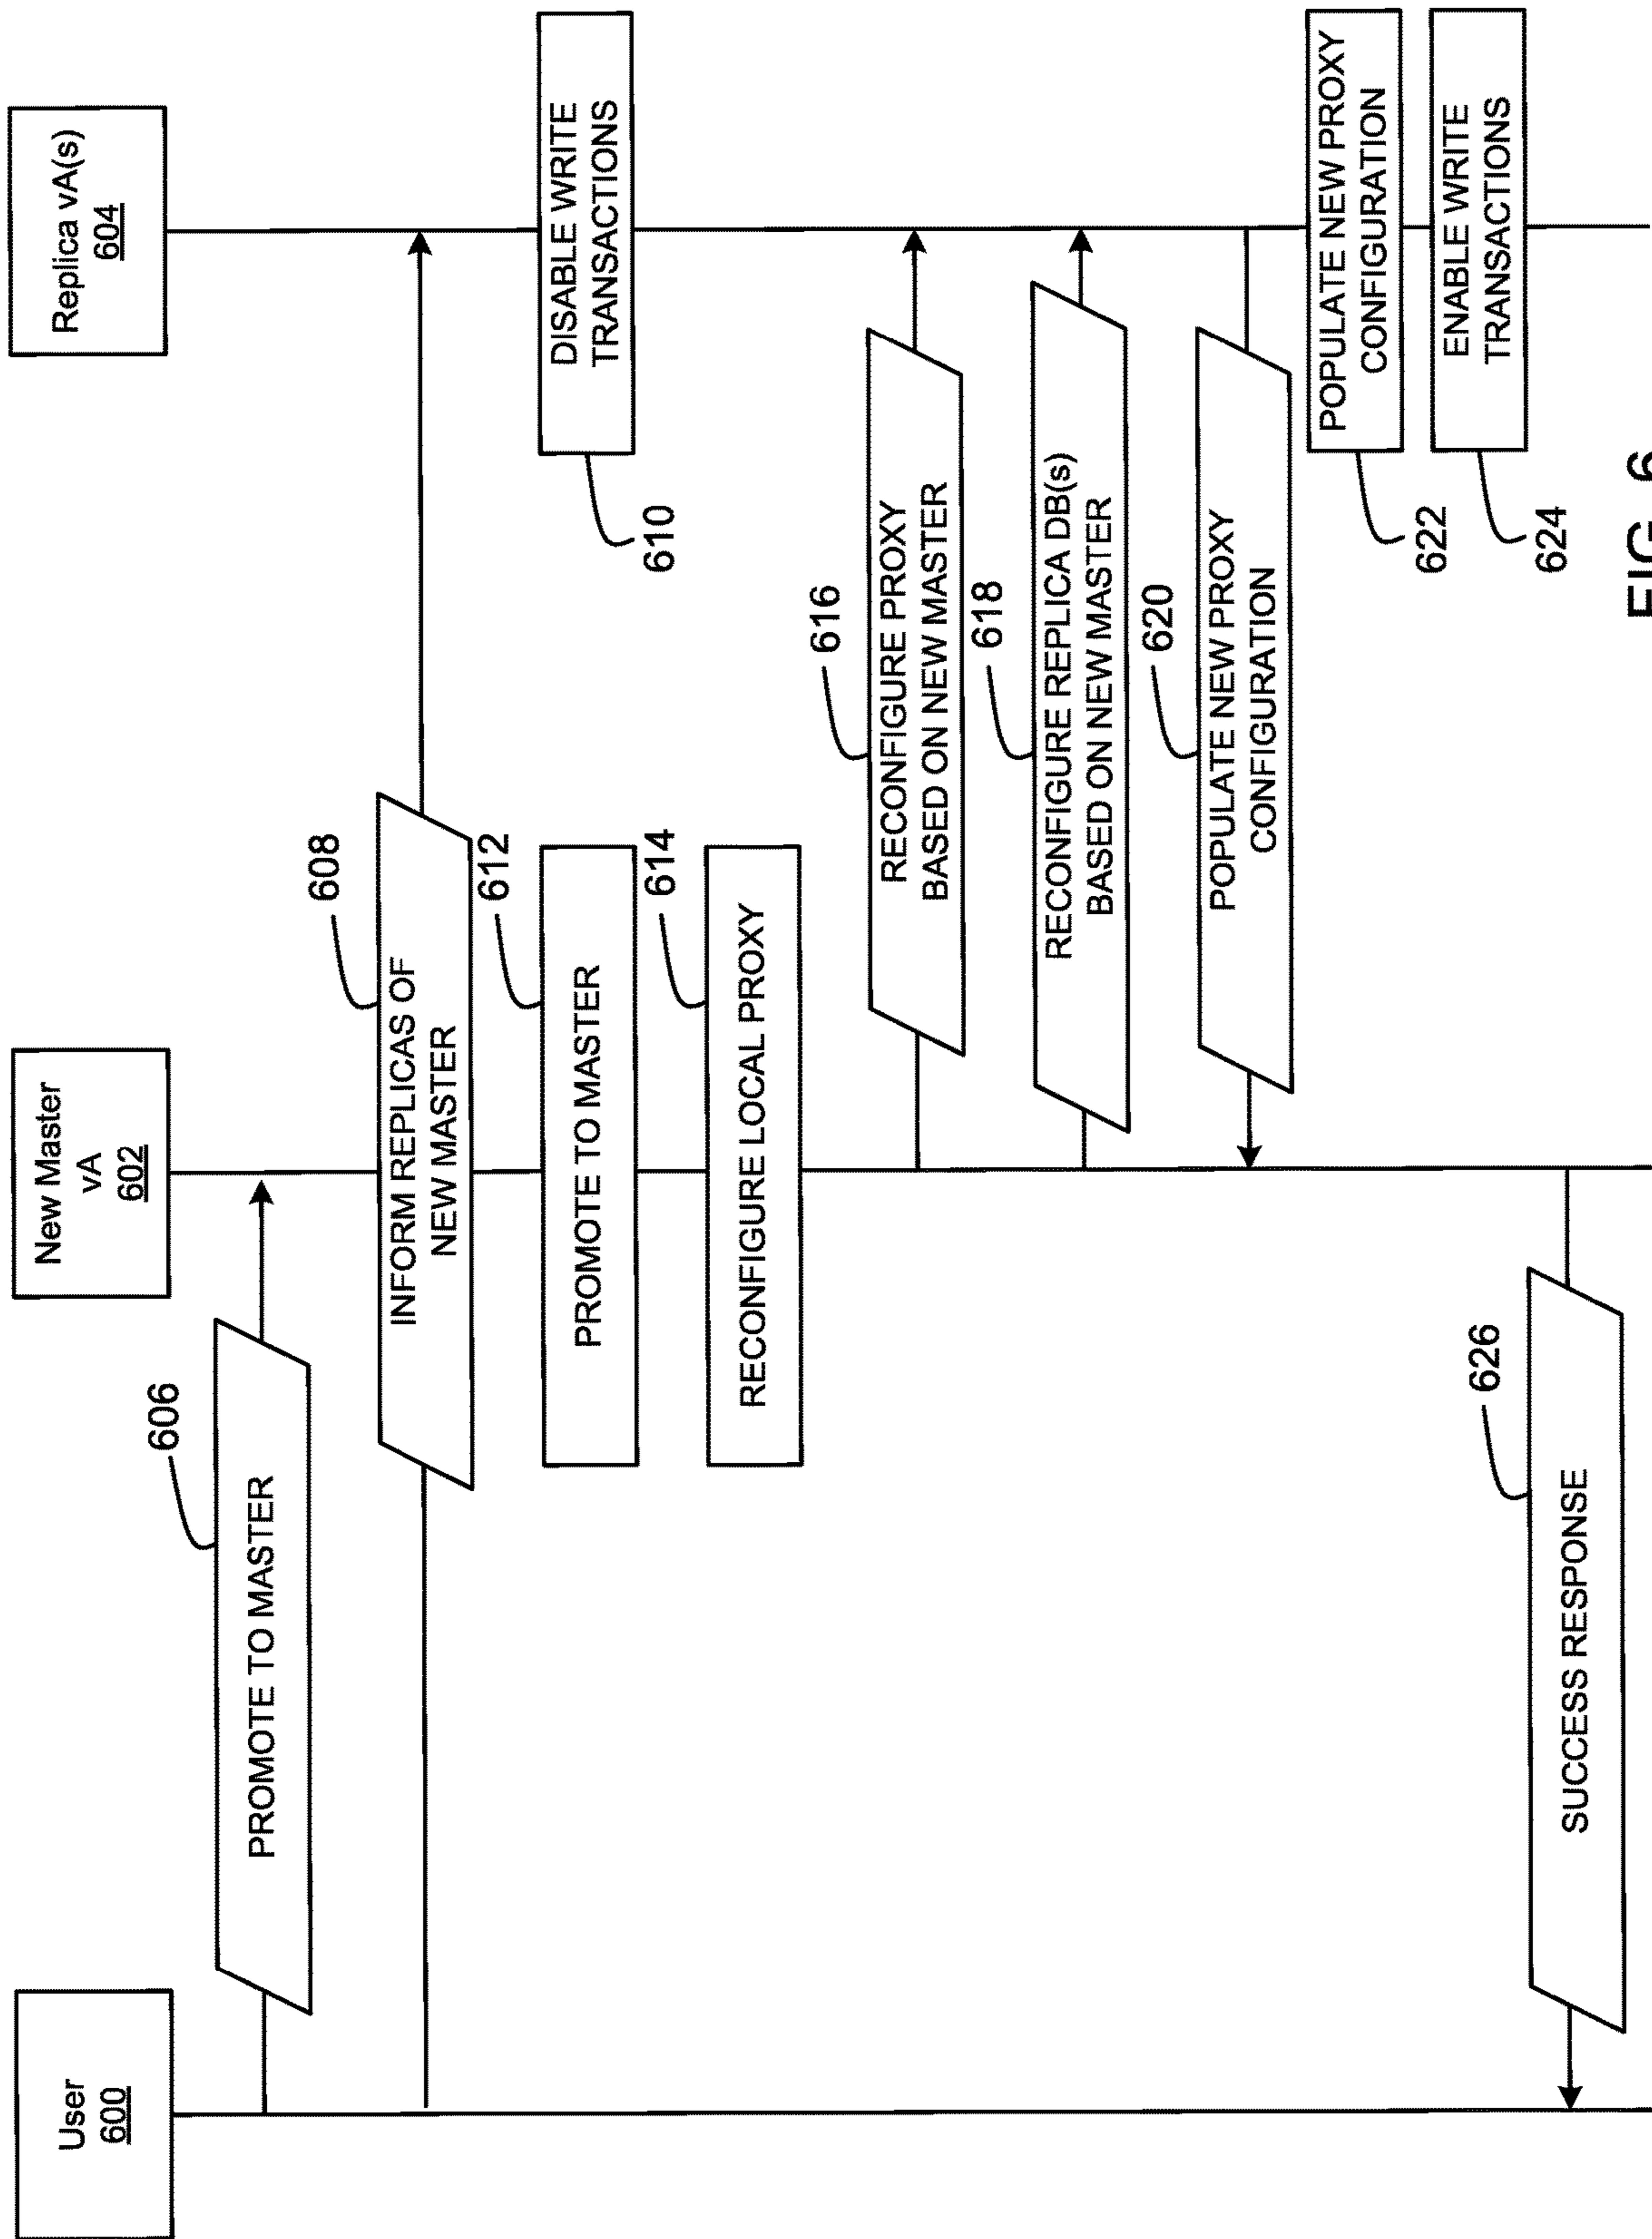 User
600
New Master
vA
602
Replica vA(s)
604
606
PROMOTE TO MASTER
608
INFORM REPLICAS OF
NEW MASTER
610
DISABLE WRITE
TRANSACTIONS
612
PROMOTE TO MASTER
614
RECONFIGURE LOCAL PROXY
616
RECONFIGURE PROXY
BASED ON NEW MASTER
618
RECONFIGURE REPLICA DB(s)
BASED ON NEW MASTER
620
POPULATE NEW PROXY
CONFIGURATION
622
POPULATE NEW PROXY
CONFIGURATION
624
ENABLE WRITE
TRANSACTIONS
626
SUCCESS RESPONSE
FIG. 6